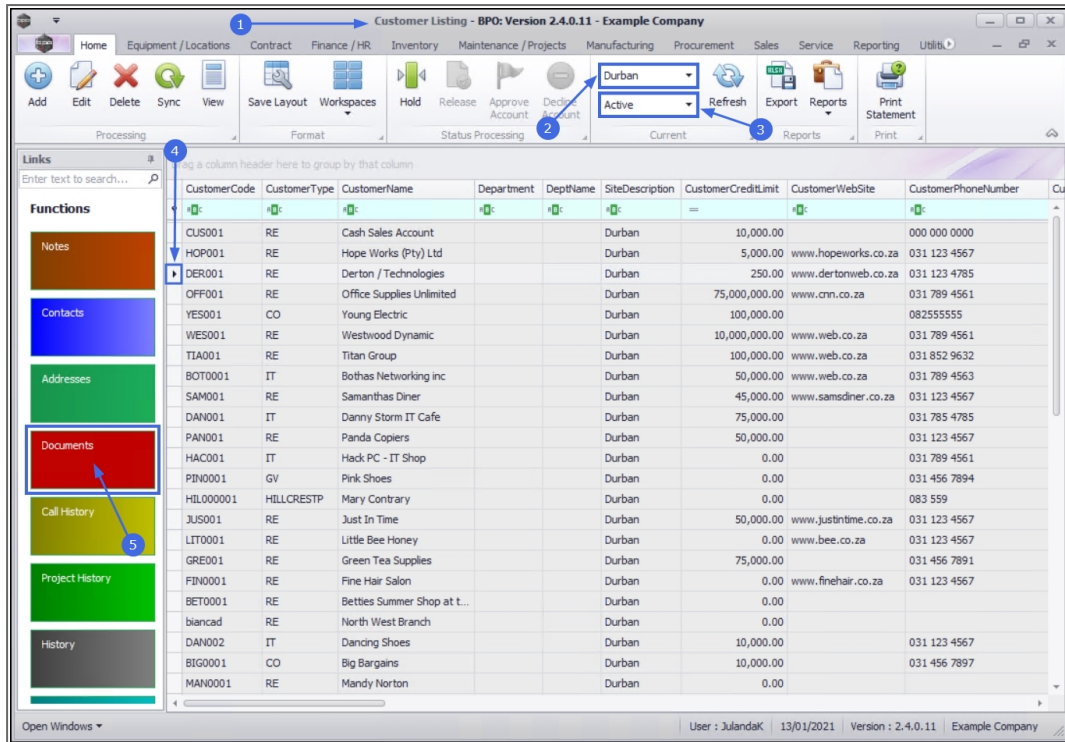 Customer Listing - BPO: Version 2.4.0.11 - Example Company
1
Home Equipment / Locations Contract Finance / HR Inventory Maintenance / Projects Manufacturing Procurement Sales Service Reporting
Add Edit Delete Sync View Save Layout Workspaces Hold Release Approve Account Decline Account Durban Active Refresh Export Reports Print Statement
2 3
Processing Format Status Processing Current Reports Print
4
Links
Enter text to search...
Drag a column header here to group by that column
Functions
Notes
Contacts
Addresses
Documents
Call History
5
Project History
History
CustomerCode CustomerType CustomerName Department DeptName SiteDescription CustomerCreditLimit CustomerWebSite CustomerPhoneNumber Cu
CUS001 RE Cash Sales Account Durban 10,000.00 000 000 0000
HOP001 RE Hope Works (Pty) Ltd Durban 5,000.00 www.hopeworks.co.za 031 123 4567
DER001 RE Derton / Technologies Durban 250.00 www.dertonweb.co.za 031 123 4785
OFF001 RE Office Supplies Unlimited Durban 75,000,000.00 www.cnn.co.za 031 789 4561
YES001 CO Young Electric Durban 100,000.00 082555555
WES001 RE Westwood Dynamic Durban 10,000,000.00 www.web.co.za 031 789 4561
TIA001 RE Titan Group Durban 100,000.00 www.web.co.za 031 852 9632
BOT0001 IT Bothas Networking inc Durban 50,000.00 www.web.co.za 031 789 4563
SAM001 RE Samanthas Diner Durban 45,000.00 www.samsdiner.co.za 031 123 4567
DAN001 IT Danny Storm IT Cafe Durban 75,000.00 031 785 4785
PAN001 RE Panda Copiers Durban 50,000.00 031 123 4567
HAC001 IT Hack PC - IT Shop Durban 0.00 031 789 4561
PIN0001 GV Pink Shoes Durban 0.00 031 456 7894
HIL000001 HILLCRESTP Mary Contrary Durban 0.00 083 559
JUS001 RE Just In Time Durban 50,000.00 www.justintime.co.za 031 123 4567
LIT0001 RE Little Bee Honey Durban 0.00 www.bee.co.za 031 123 4567
GRE001 RE Green Tea Supplies Durban 75,000.00 031 456 7891
FIN0001 RE Fine Hair Salon Durban 0.00 www.finehair.co.za 031 123 4567
BET0001 RE Betties Summer Shop at t... Durban 0.00
biancad RE North West Branch Durban 0.00
DAN002 IT Dancing Shoes Durban 10,000.00 031 123 4567
BIG0001 CO Big Bargains Durban 10,000.00 031 456 7897
MAN0001 RE Mandy Norton Durban 0.00
Open Windows User : JulandaK 13/01/2021 Version : 2.4.0.11 Example Company